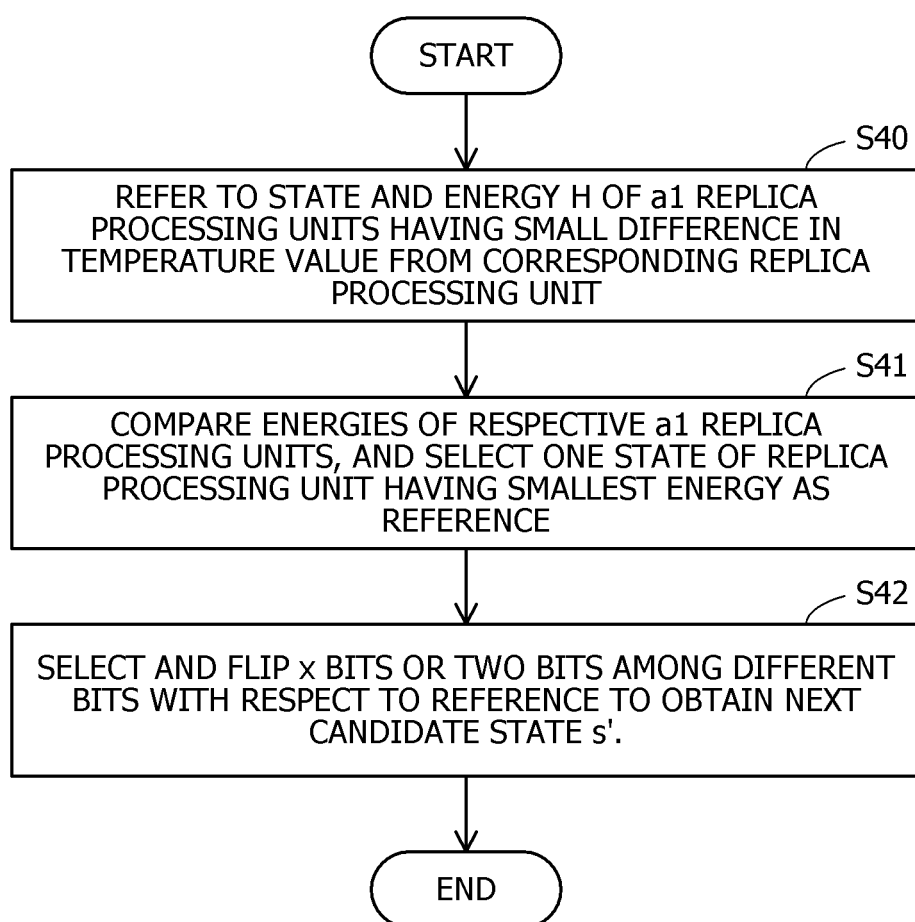 START
S40
REFER TO STATE AND ENERGY H OF a1 REPLICA
PROCESSING UNITS HAVING SMALL DIFFERENCE IN
TEMPERATURE VALUE FROM CORRESPONDING REPLICA
PROCESSING UNIT
S41
COMPARE ENERGIES OF RESPECTIVE a1 REPLICA
PROCESSING UNITS, AND SELECT ONE STATE OF REPLICA
PROCESSING UNIT HAVING SMALLEST ENERGY AS
REFERENCE
S42
SELECT AND FLIP x BITS OR TWO BITS AMONG DIFFERENT
BITS WITH RESPECT TO REFERENCE TO OBTAIN NEXT
CANDIDATE STATE s'.
END